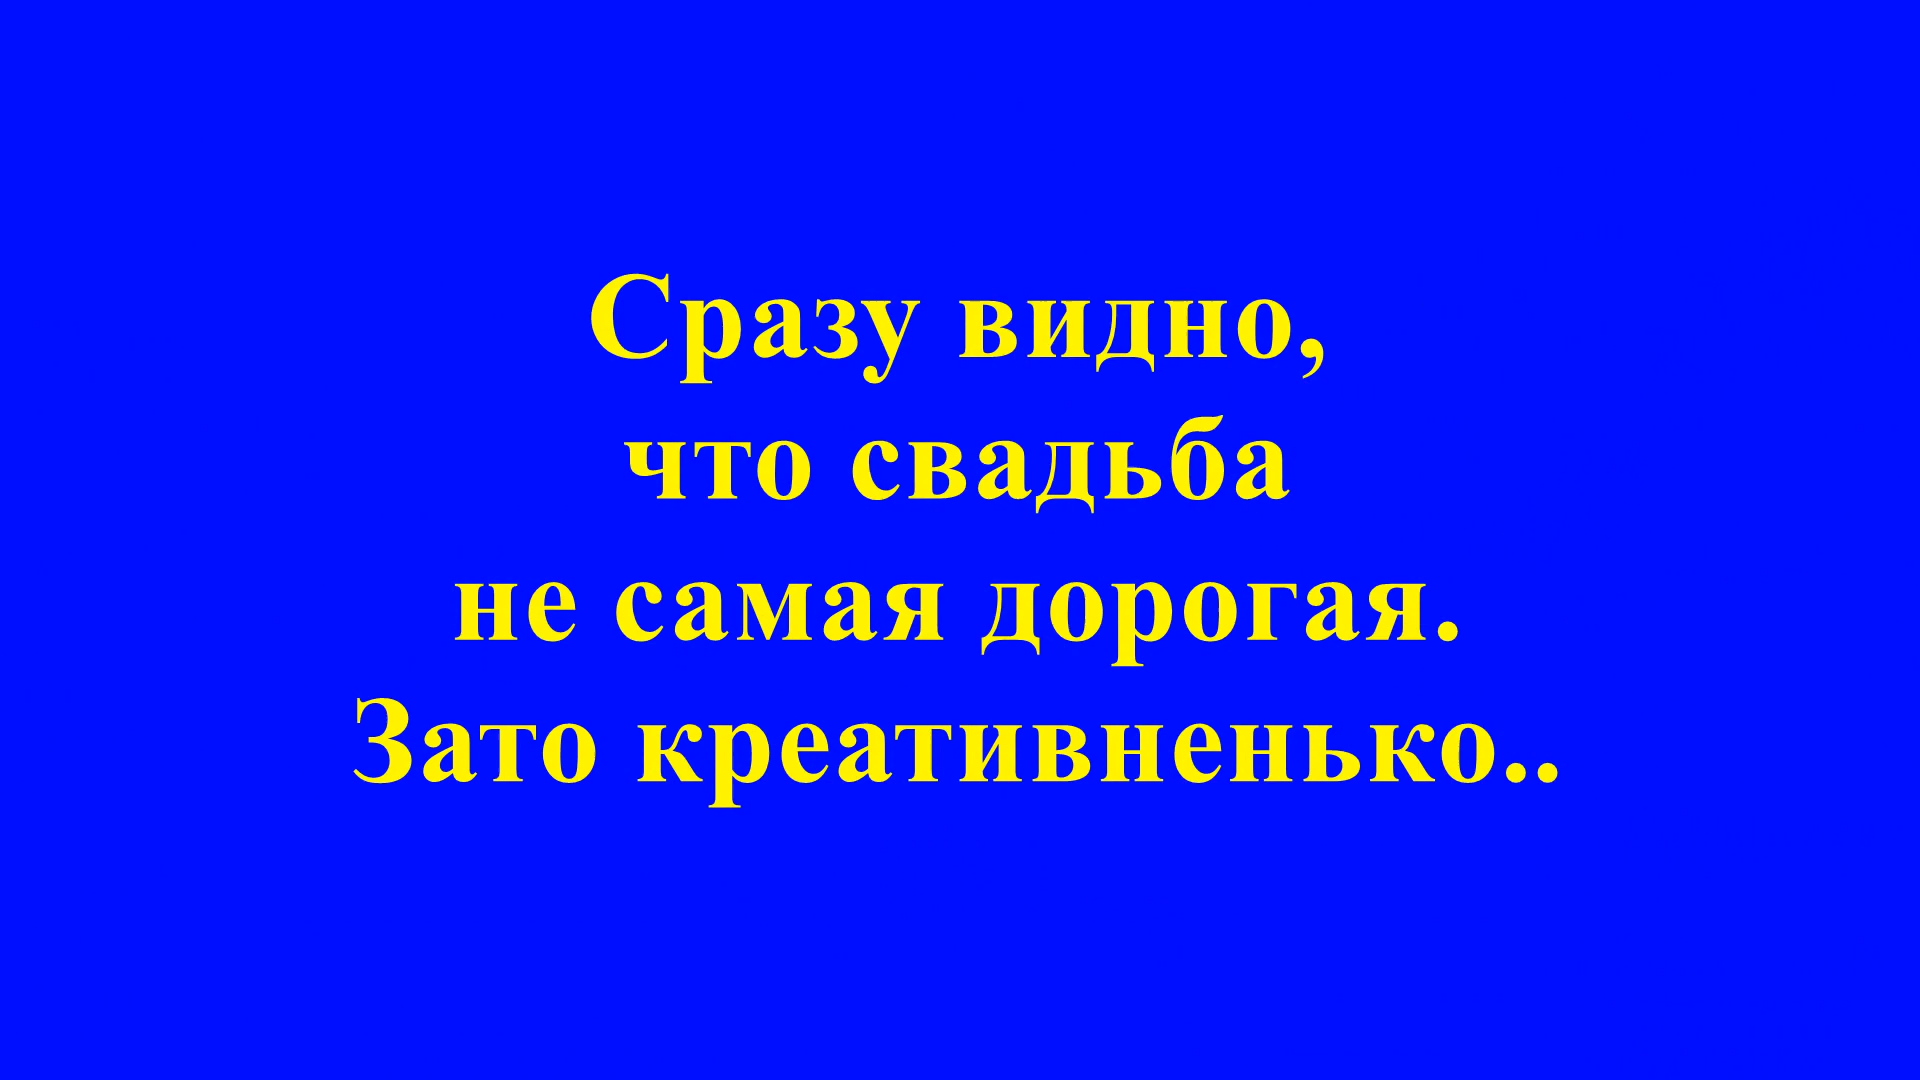 Сразу видно,
что свадьба
не самая дорогая.
Зато креативненько..